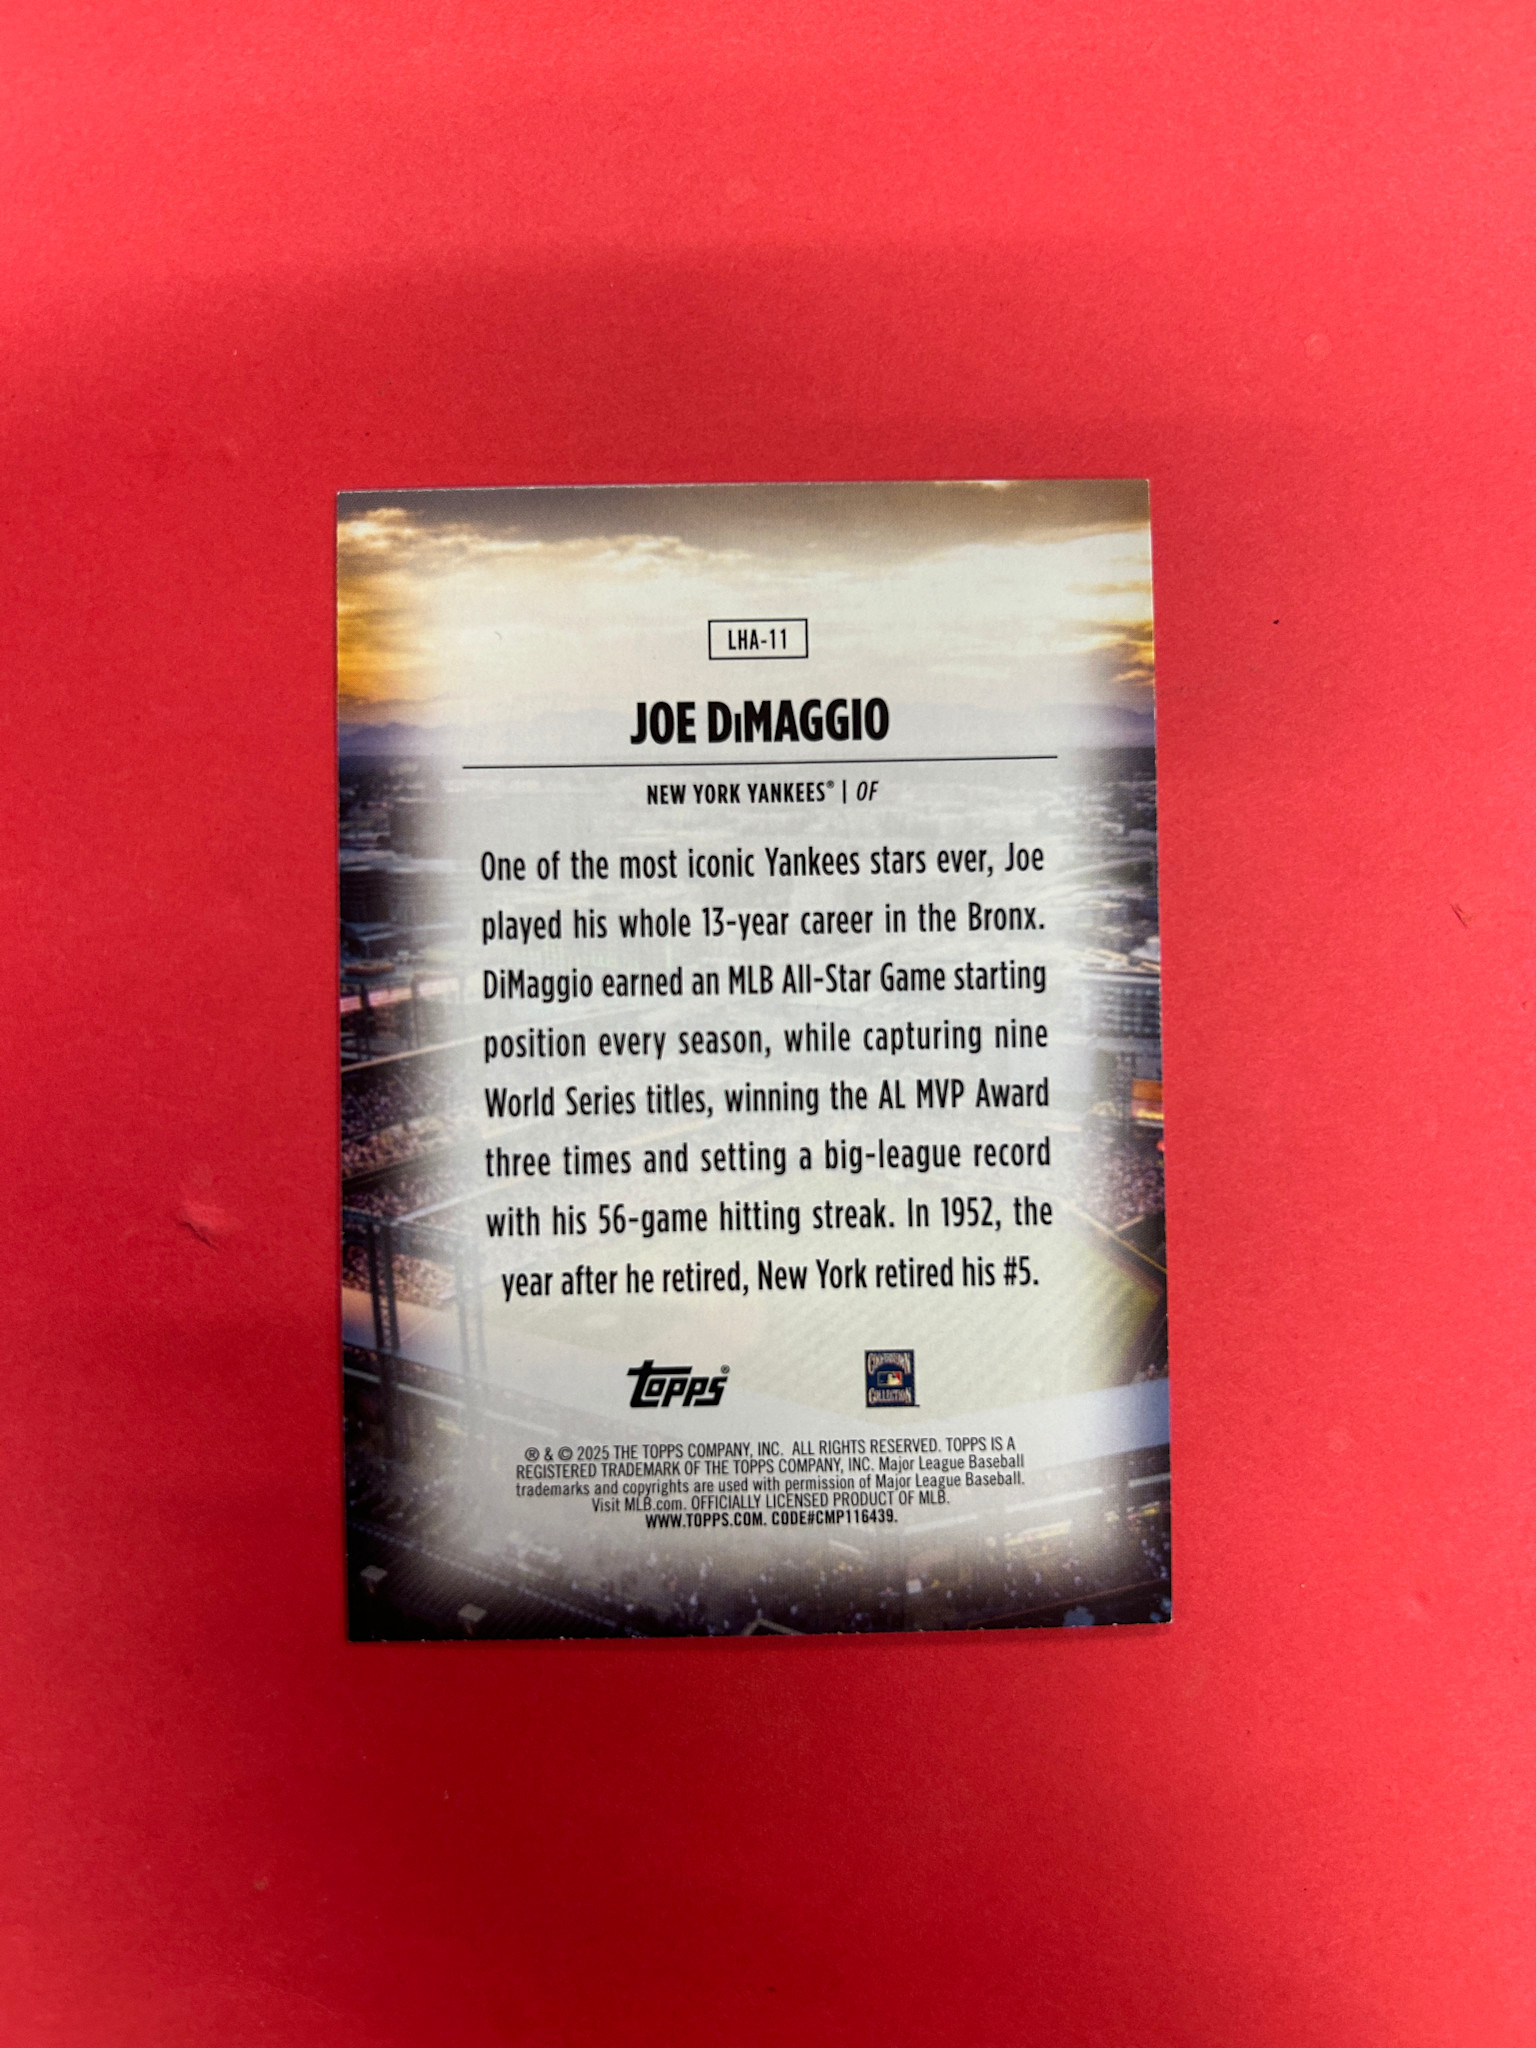 LHA-11
JOE DiMAGGIO
NEW YORK YANKEES® | OF
One of the most iconic Yankees stars ever, Joe
played his whole 13-year career in the Bronx.
DiMaggio earned an MLB All-Star Game starting
position every season, while capturing nine
World Series titles, winning the AL MVP Award
three times and setting a big-league record
with his 56-game hitting streak. In 1952, the
year after he retired, New York retired his #5.
topps®
COOPERSTOWN
COLLECTION
® & © 2025 THE TOPPS COMPANY, INC. ALL RIGHTS RESERVED. TOPPS IS A
REGISTERED TRADEMARK OF THE TOPPS COMPANY, INC. Major League Baseball
trademarks and copyrights are used with permission of Major League Baseball.
Visit MLB.com. OFFICIALLY LICENSED PRODUCT OF MLB.
WWW.TOPPS.COM. CODE#CMP116439.